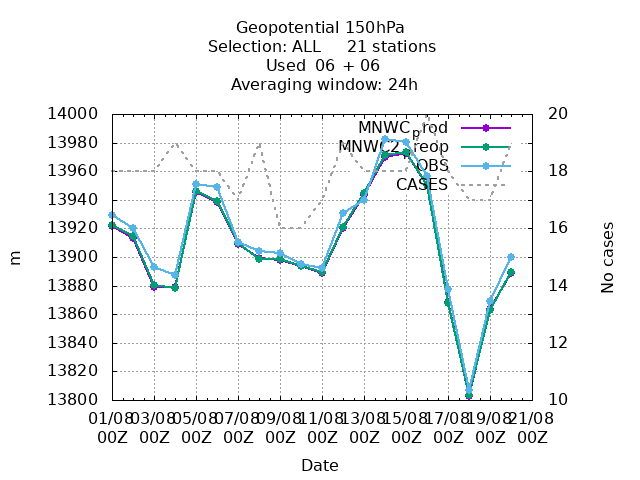 Geopotential 150hPa
Selection: ALL 21 stations
Used 06 + 06
Averaging window: 24h
14000
13980
13960
13940
13920
13900
13880
13860
13840
13820
13800
m
20
18
16
14
12
10
No cases
MNWC_prod
MNWC2_reop
OBS
CASES
01/08 03/08 05/08 07/08 09/08 11/08 13/08 15/08 17/08 19/08 21/08
00Z 00Z 00Z 00Z 00Z 00Z 00Z 00Z 00Z 00Z 00Z
Date